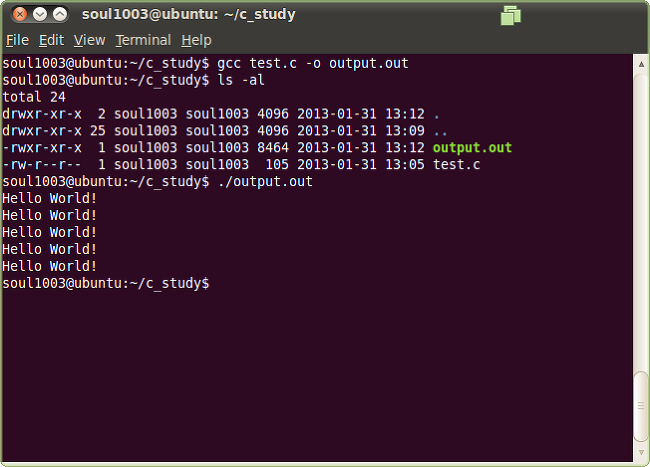 soul1003@ubuntu: ~/c_study
File Edit View Terminal Help
soul1003@ubuntu:~/c_study$ gcc test.c -o output.out
soul1003@ubuntu:~/c_study$ ls -al
total 24
drwxr-xr-x  2 soul1003 soul1003 4096 2013-01-31 13:12 .
drwxr-xr-x 25 soul1003 soul1003 4096 2013-01-31 13:09 ..
-rwxr-xr-x  1 soul1003 soul1003 8464 2013-01-31 13:12 output.out
-rw-r--r--  1 soul1003 soul1003  105 2013-01-31 13:05 test.c
soul1003@ubuntu:~/c_study$ ./output.out
Hello World!
Hello World!
Hello World!
Hello World!
Hello World!
soul1003@ubuntu:~/c_study$